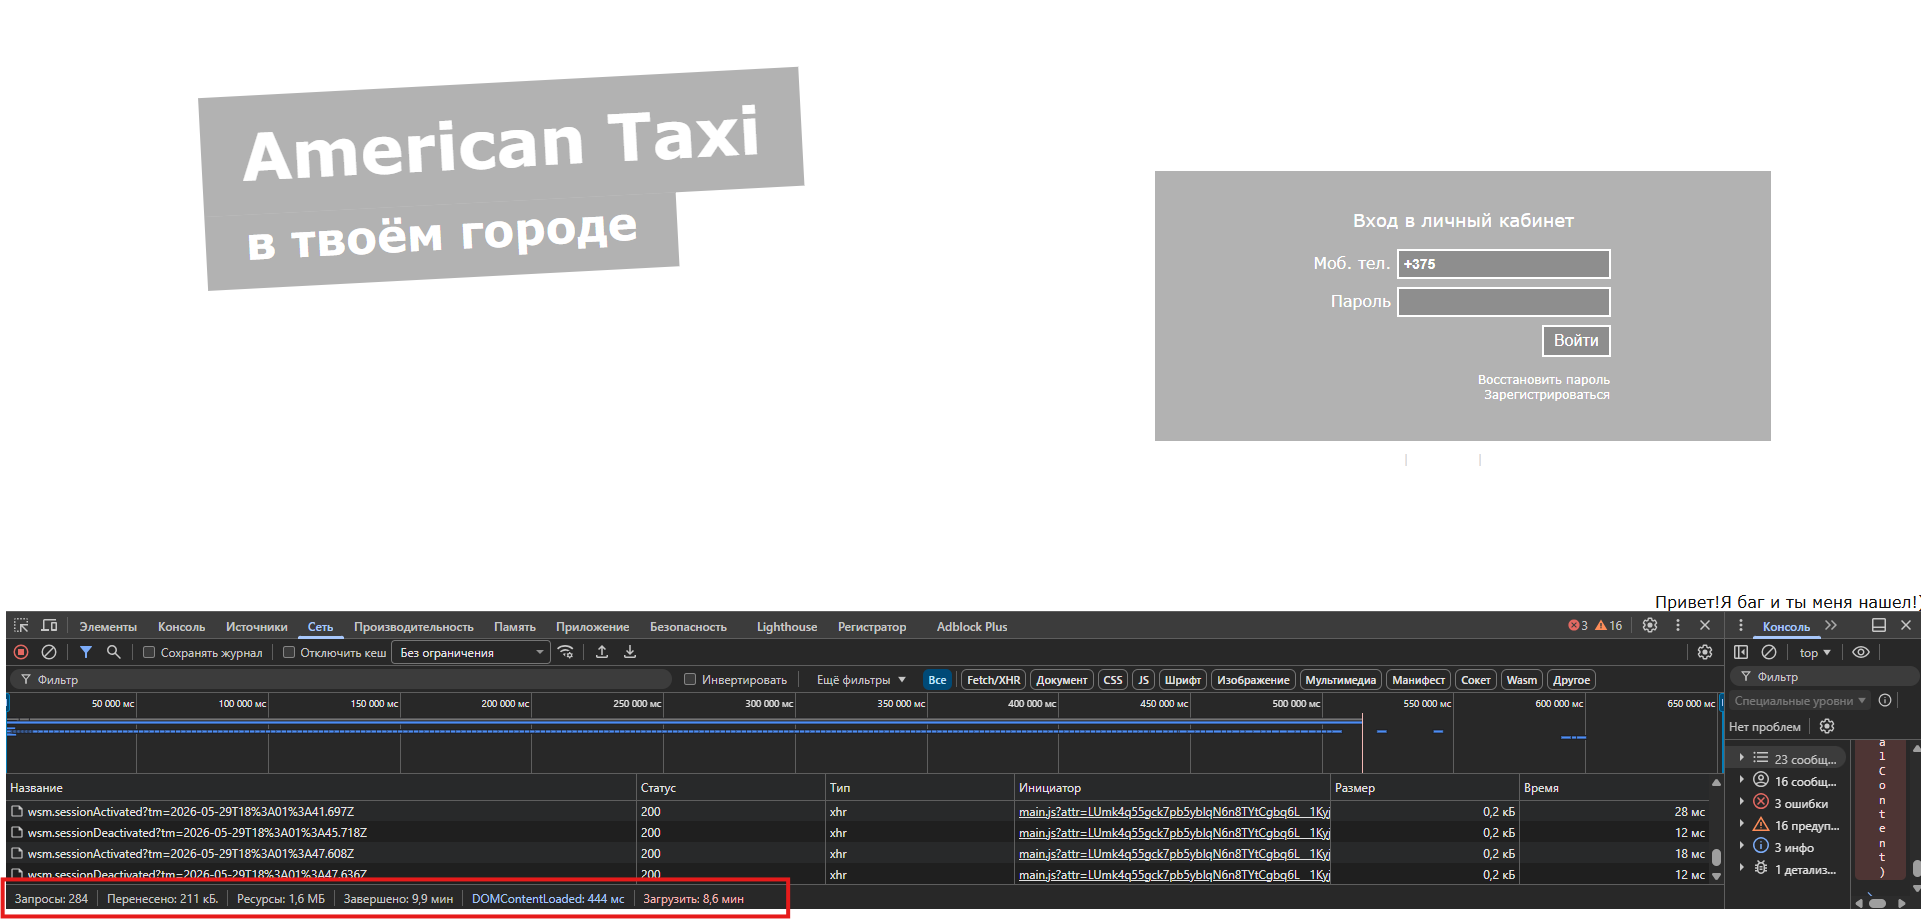 American Taxi
в твоём городе
Вход в личный кабинет
Моб. тел. +375
Пароль
Войти
Восстановить пароль
Зарегистрироваться
Привет!Я баг и ты меня нашел!
Элементы Консоль Источники Сеть Производительность Память Приложение Безопасность Lighthouse Регистратор Adblock Plus 3 16
Консоль
Сохранять журнал Отключить кеш Без ограничения
top
Фильтр Инвертировать Ещё фильтры Все Fetch/XHR Документ CSS JS Шрифт Изображение Мультимедиа Манифест Сокет Wasm Другое
Фильтр
Специальные уровни
Нет проблем
50 000 мс 100 000 мс 150 000 мс 200 000 мс 250 000 мс 300 000 мс 350 000 мс 400 000 мс 450 000 мс 500 000 мс 550 000 мс 600 000 мс 650 000 мс
Название Статус Тип Инициатор Размер Время
wsm.sessionActivated?tm=2026-05-29T18%3A01%3A41.697Z 200 xhr 0,2 кБ 28 мс
wsm.sessionDeactivated?tm=2026-05-29T18%3A01%3A45.718Z 200 xhr 0,2 кБ 12 мс
wsm.sessionActivated?tm=2026-05-29T18%3A01%3A47.608Z 200 xhr 0,2 кБ 18 мс
wsm.sessionDeactivated?tm=2026-05-29T18%3A01%3A47.636Z 200 xhr 0,2 кБ 12 мс
Запросы: 284 Перенесено: 211 кБ. Ресурсы: 1,6 МБ Завершено: 9,9 мин DOMContentLoaded: 444 мс Загрузить: 8,6 мин
23 сообщ...
16 сообщ...
3 ошибки
16 предуп...
3 инфо
1 детализ...
a
l
C
o
n
t
e
n
t
)